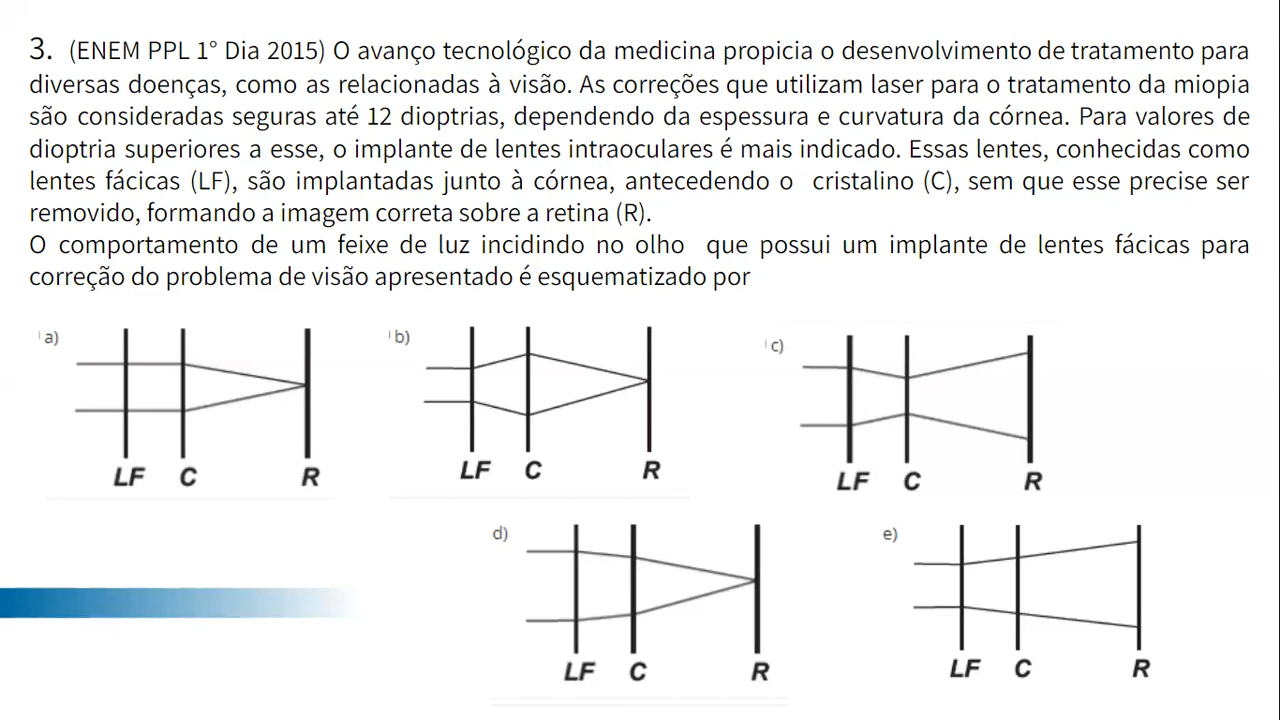 3. (ENEM PPL 1° Dia 2015) O avanço tecnológico da medicina propicia o desenvolvimento de tratamento para
diversas doenças, como as relacionadas à visão. As correções que utilizam laser para o tratamento da miopia
são consideradas seguras até 12 dioptrias, dependendo da espessura e curvatura da córnea. Para valores de
dioptria superiores a esse, o implante de lentes intraoculares é mais indicado. Essas lentes, conhecidas como
lentes fácicas (LF), são implantadas junto à córnea, antecedendo o cristalino (C), sem que esse precise ser
removido, formando a imagem correta sobre a retina (R).
O comportamento de um feixe de luz incidindo no olho que possui um implante de lentes fácicas para
correção do problema de visão apresentado é esquematizado por
a)
LF C R
b)
LF C R
c)
LF C R
d)
LF C R
e)
LF C R